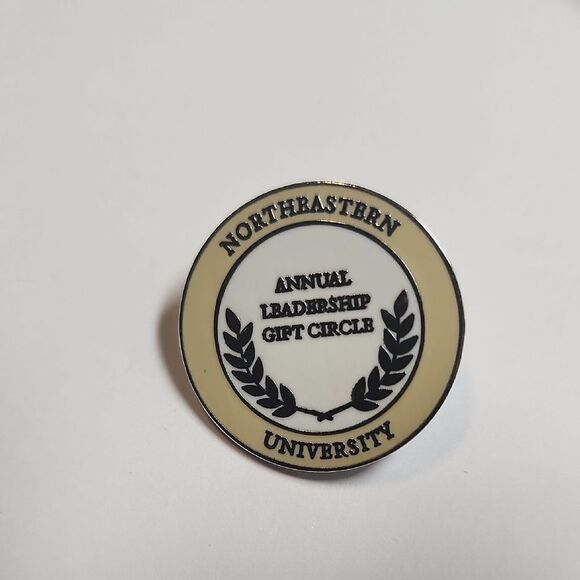 NORTHEASTERN
ANNUAL
LEADERSHIP
GIFT CIRCLE
UNIVERSITY